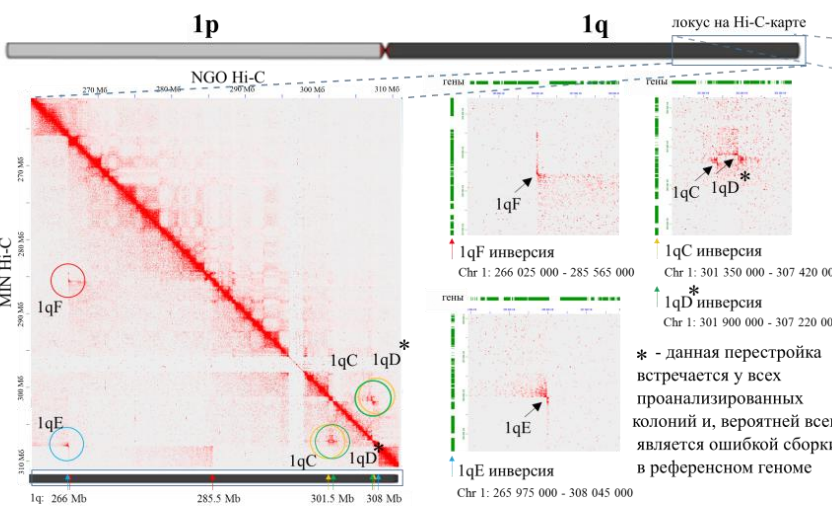 1p
1q
локус на Hi-C-карте
NGO Hi-C
270 Мб
280 Мб
290 Мб
300 Мб
310 Мб
MIN Hi-C
270 Мб
280 Мб
290 Мб
300 Мб
310 Мб
1qF
1qE
1qC 1qD*
1qC 1qD*
1q: 266 Mb 285.5 Mb 301.5 Mb 308 Mb
гены
1qF
1qF инверсия
Chr 1: 266 025 000 - 285 565 000
гены
1qC 1qD*
1qC инверсия
Chr 1: 301 350 000 - 307 420 00
1qD* инверсия
Chr 1: 301 900 000 - 307 220 00
гены
1qE
1qE инверсия
Chr 1: 265 975 000 - 308 045 000
* - данная перестройка
встречается у всех
проанализированных
колоний и, вероятней всег
является ошибкой сборки
в референсном геноме